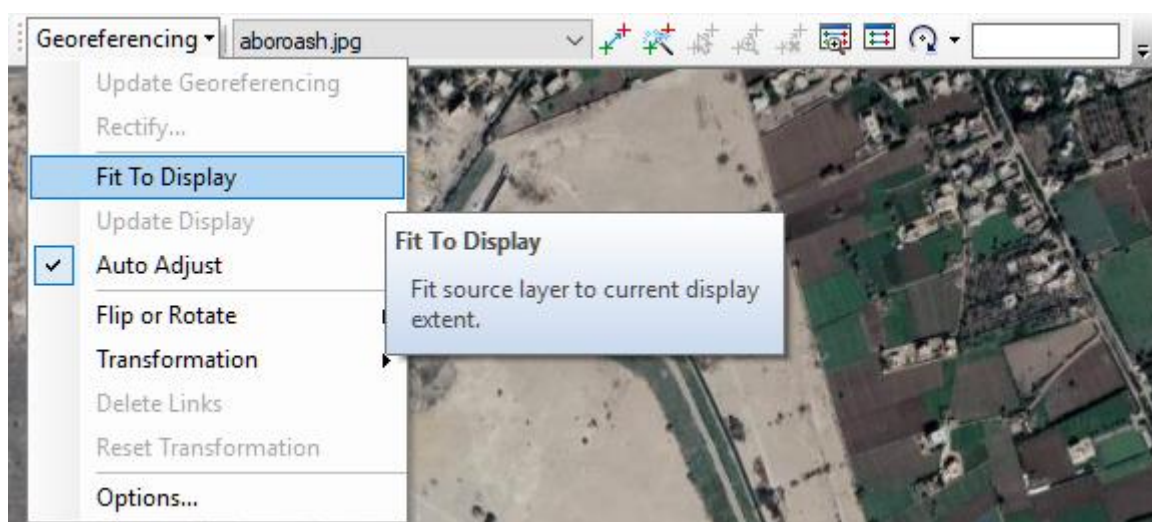 Georeferencing aboroash.jpg
Update Georeferencing
Rectify...
Fit To Display
Update Display
Auto Adjust
Flip or Rotate
Transformation
Delete Links
Reset Transformation
Options...
Fit To Display
Fit source layer to current display
extent.